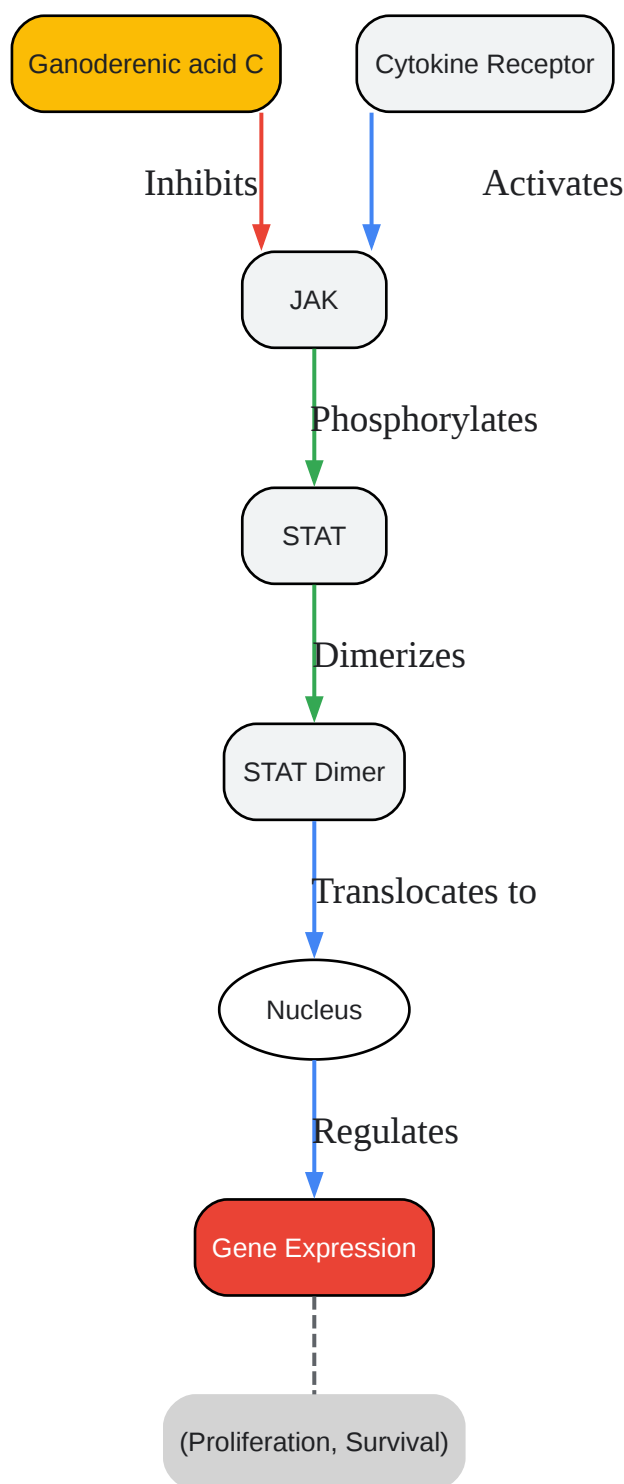 Ganoderenic acid C
Cytokine Receptor
Inhibits
Activates
JAK
Phosphorylates
STAT
Dimerizes
STAT Dimer
Translocates to
Nucleus
Regulates
Gene Expression
(Proliferation, Survival)